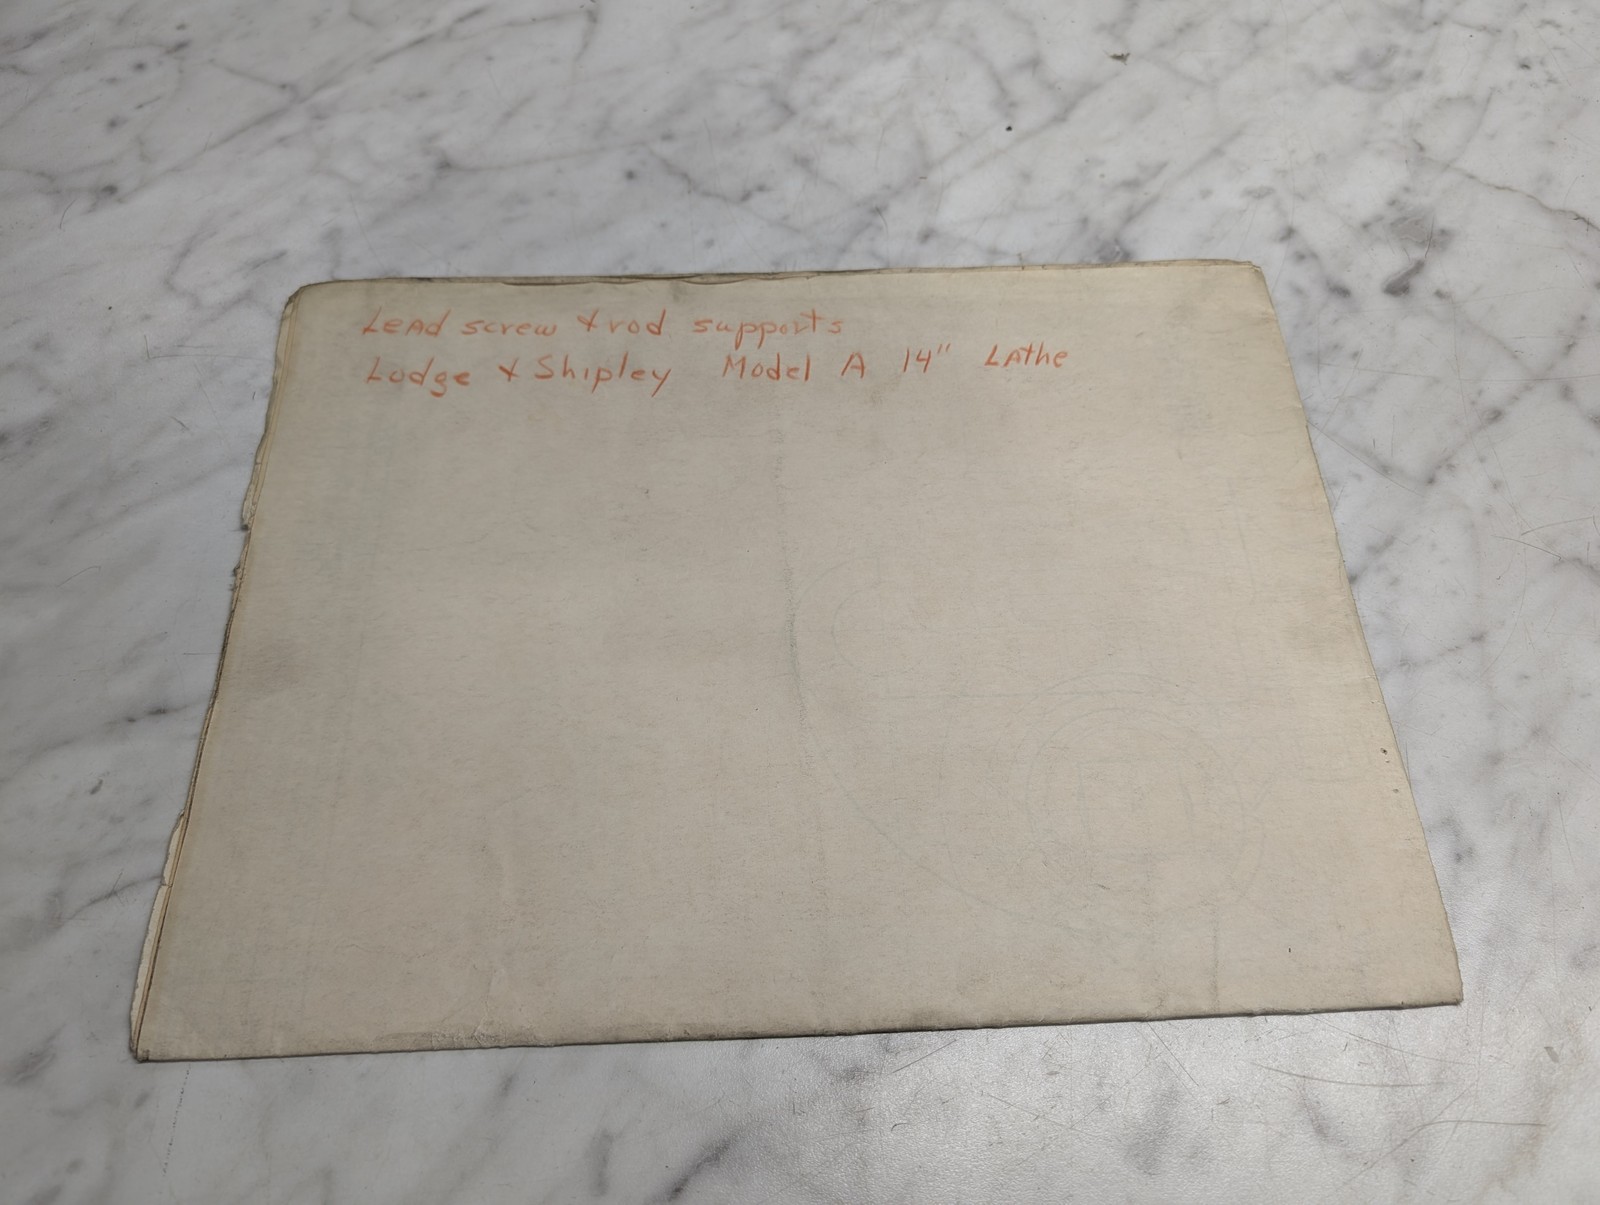 Lead screw & rod supports
Lodge & Shipley Model A 14" Lathe